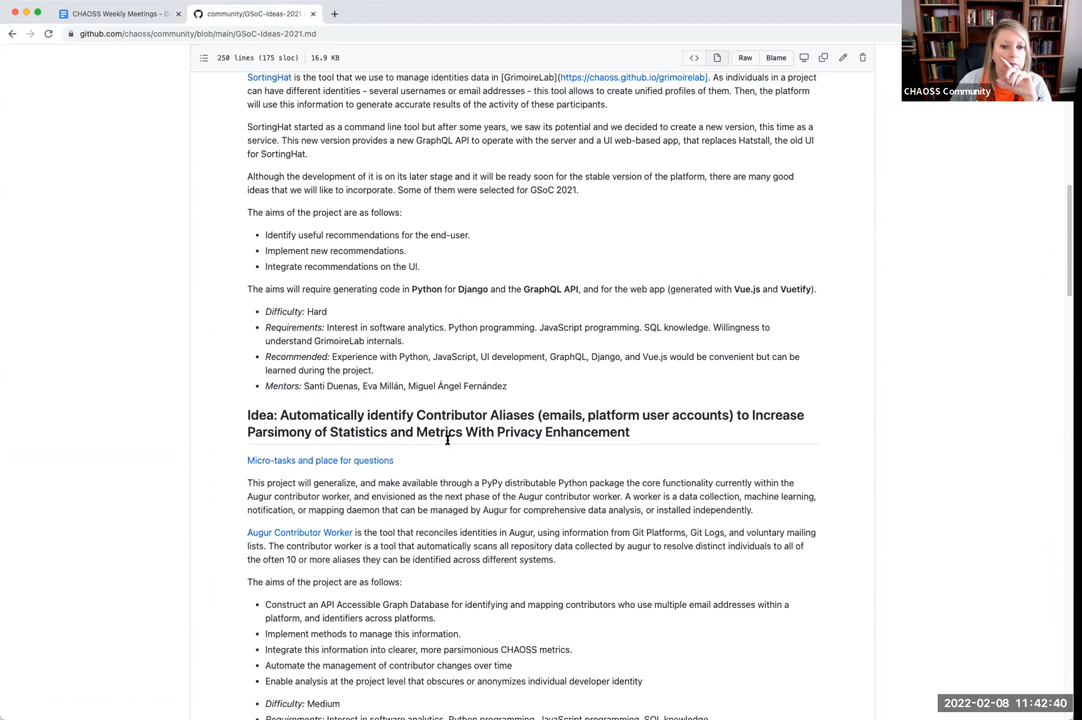 CHAOSS Weekly Meetings - G
community/GSoC-Ideas-2021
github.com/chaoss/community/blob/main/GSoC-Ideas-2021.md
250 lines (175 sloc) 16.9 KB
Raw Blame
CHAOSS Community
SortingHat is the tool that we use to manage identities data in [GrimoireLab](https://chaoss.github.io/grimoirelab]. As individuals in a project
can have different identities - several usernames or email addresses - this tool allows to create unified profiles of them. Then, the platform
will use this information to generate accurate results of the activity of these participants.
SortingHat started as a command line tool but after some years, we saw its potential and we decided to create a new version, this time as a
service. This new version provides a new GraphQL API to operate with the server and a UI web-based app, that replaces Hatstall, the old UI
for SortingHat.
Although the development of it is on its later stage and it will be ready soon for the stable version of the platform, there are many good
ideas that we will like to incorporate. Some of them were selected for GSoC 2021.
The aims of the project are as follows:
• Identify useful recommendations for the end-user.
• Implement new recommendations.
• Integrate recommendations on the UI.
The aims will require generating code in Python for Django and the GraphQL API, and for the web app (generated with Vue.js and Vuetify).
• Difficulty: Hard
• Requirements: Interest in software analytics. Python programming. JavaScript programming. SQL knowledge. Willingness to
understand GrimoireLab internals.
• Recommended: Experience with Python, JavaScript, UI development, GraphQL, Django, and Vue.js would be convenient but can be
learned during the project.
• Mentors: Santi Duenas, Eva Millán, Miguel Ángel Fernández
Idea: Automatically identify Contributor Aliases (emails, platform user accounts) to Increase
Parsimony of Statistics and Metrics With Privacy Enhancement
Micro-tasks and place for questions
This project will generalize, and make available through a PyPy distributable Python package the core functionality currently within the
Augur contributor worker, and envisioned as the next phase of the Augur contributor worker. A worker is a data collection, machine learning,
notification, or mapping daemon that can be managed by Augur for comprehensive data analysis, or installed independently.
Augur Contributor Worker is the tool that reconciles identities in Augur, using information from Git Platforms, Git Logs, and voluntary mailing
lists. The contributor worker is a tool that automatically scans all repository data collected by augur to resolve distinct individuals to all of
the often 10 or more aliases they can be identified across different systems.
The aims of the project are as follows:
• Construct an API Accessible Graph Database for identifying and mapping contributors who use multiple email addresses within a
platform, and identifiers across platforms.
• Implement methods to manage this information.
• Integrate this information into clearer, more parsimonious CHAOSS metrics.
• Automate the management of contributor changes over time
• Enable analysis at the project level that obscures or anonymizes individual developer identity
• Difficulty: Medium
• Requirements: Interest in software analytics. Python programming. JavaScript programming. SQL knowledge.
2022-02-08 11:42:40